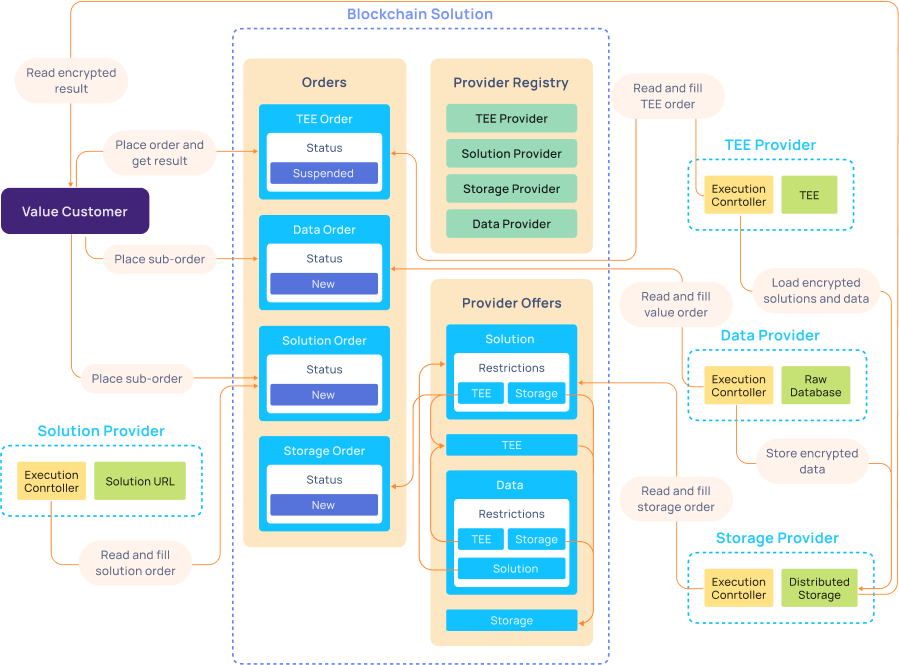 Blockchain Solution
Read encrypted
result
Place order and
get result
Value Customer
Place sub-order
Place sub-order
Solution Provider
Execution
Conrtoller
Solution URL
Read and fill
solution order
Orders
TEE Order
Status
Suspended
Data Order
Status
New
Solution Order
Status
New
Storage Order
Status
New
Provider Registry
TEE Provider
Solution Provider
Storage Provider
Data Provider
Provider Offers
Solution
Restrictions
TEE
Storage
TEE
Data
Restrictions
TEE
Storage
Solution
Storage
Read and fill
TEE order
TEE Provider
Execution
Conrtoller
TEE
Load encrypted
solutions and data
Read and fill
value order
Data Provider
Execution
Conrtoller
Raw
Database
Store encrypted
data
Read and fill
storage order
Storage Provider
Execution
Conrtoller
Distributed
Storage